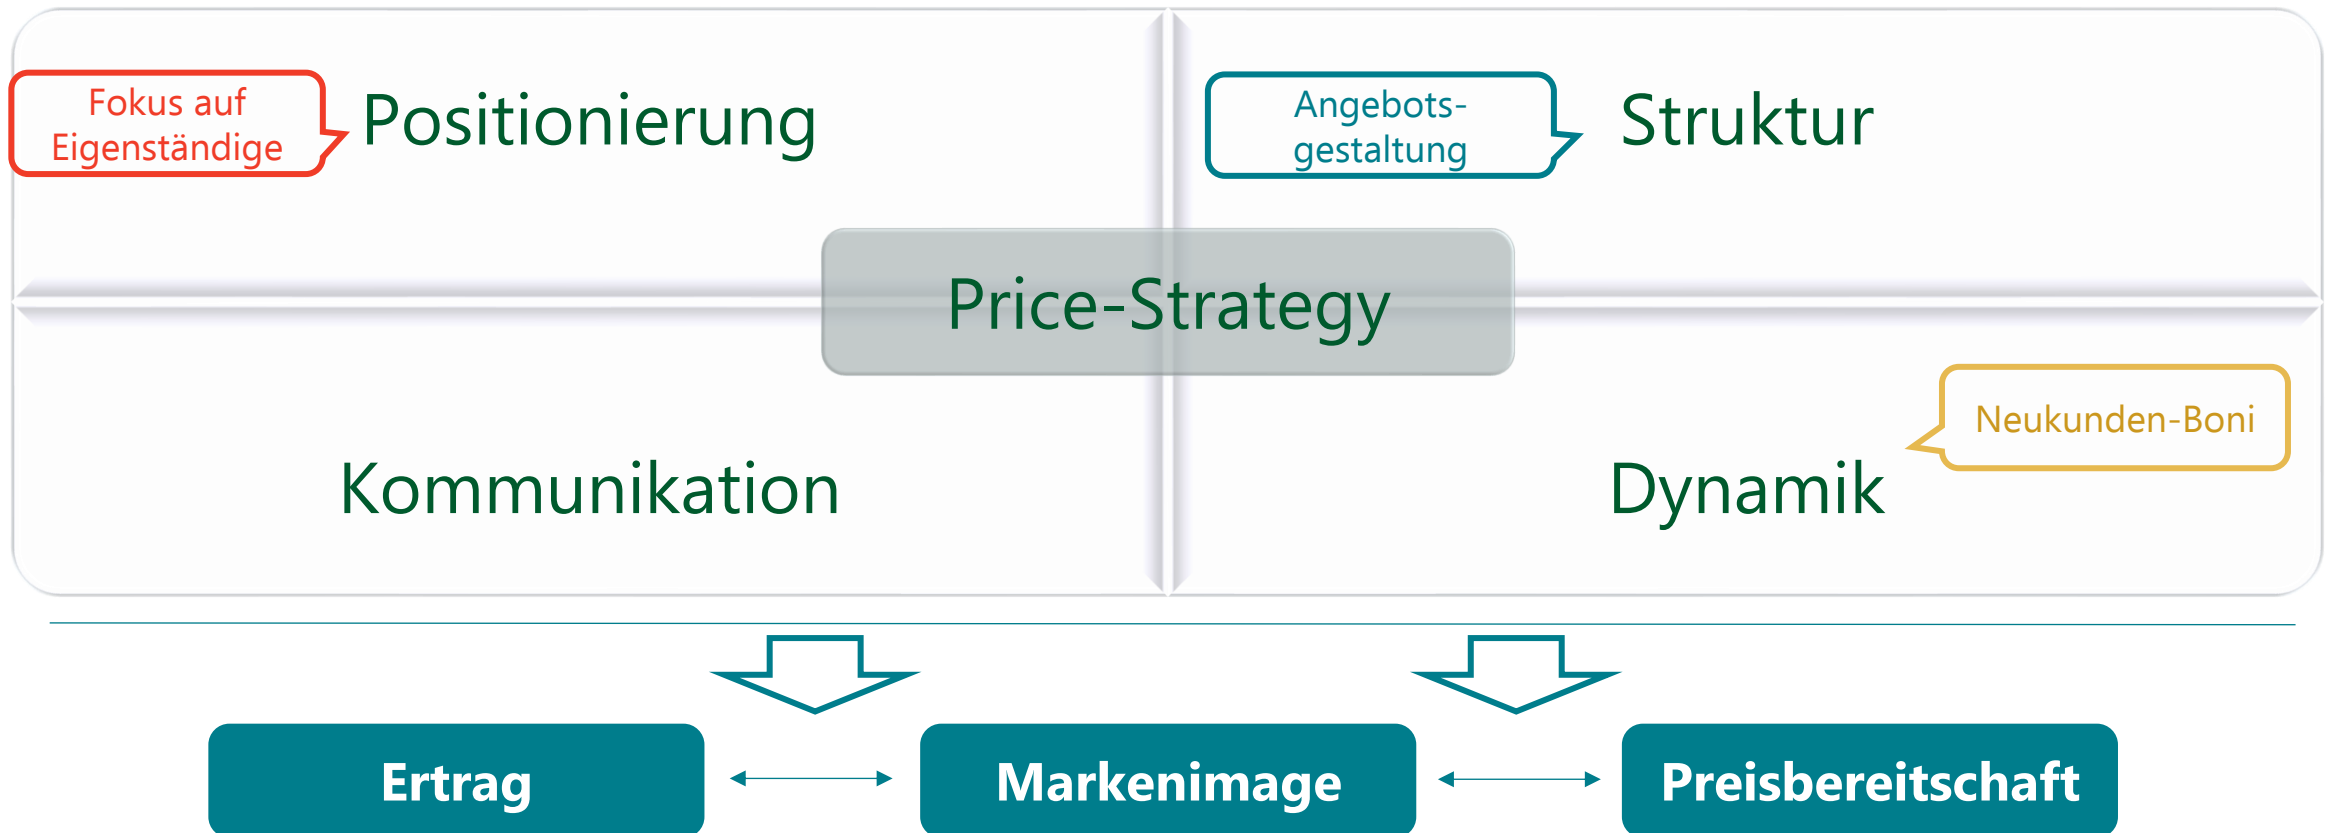 Fokus auf
Eigenständige
Positionierung
Angebots-
gestaltung
Struktur
Price-Strategy
Kommunikation
Dynamik
Neukunden-Boni
Ertrag
Markenimage
Preisbereitschaft